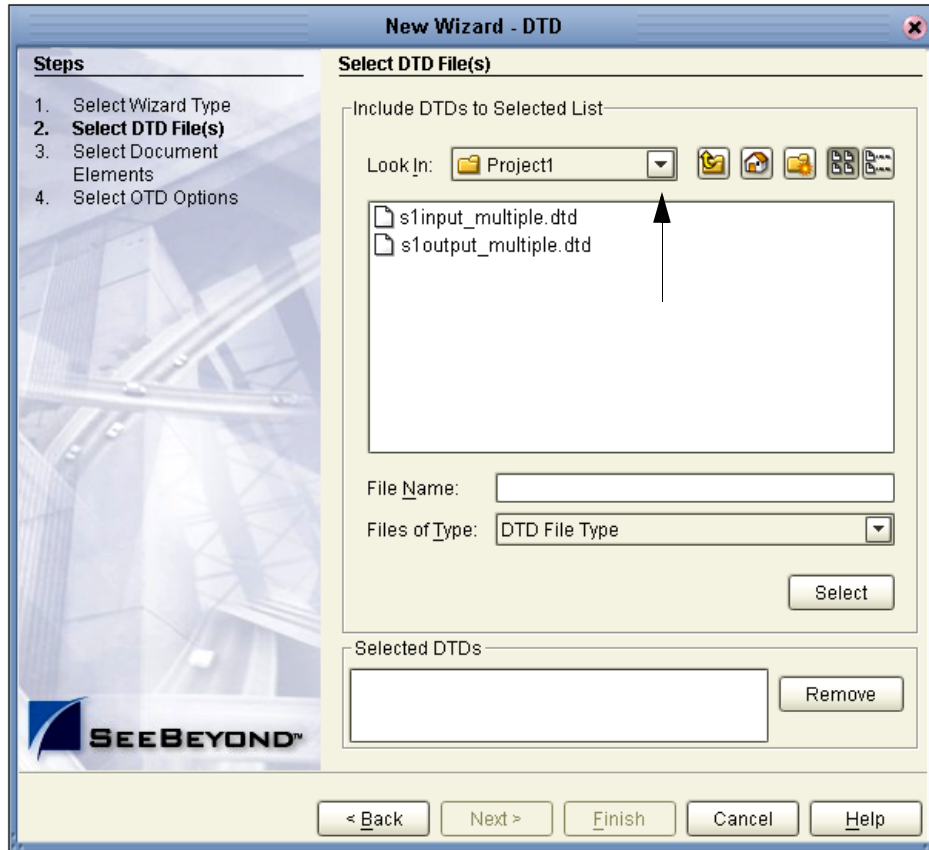 New Wizard - DTD
Steps
1. Select Wizard Type
2. Select DTD File(s)
3. Select Document
Elements
4. Select OTD Options
SEEBEYOND™
Select DTD File(s)
Include DTDs to Selected List
Look In: Project1
s1input_multiple.dtd
s1output_multiple.dtd
File Name:
Files of Type: DTD File Type
Select
Selected DTDs
Remove
< Back Next > Finish Cancel Help